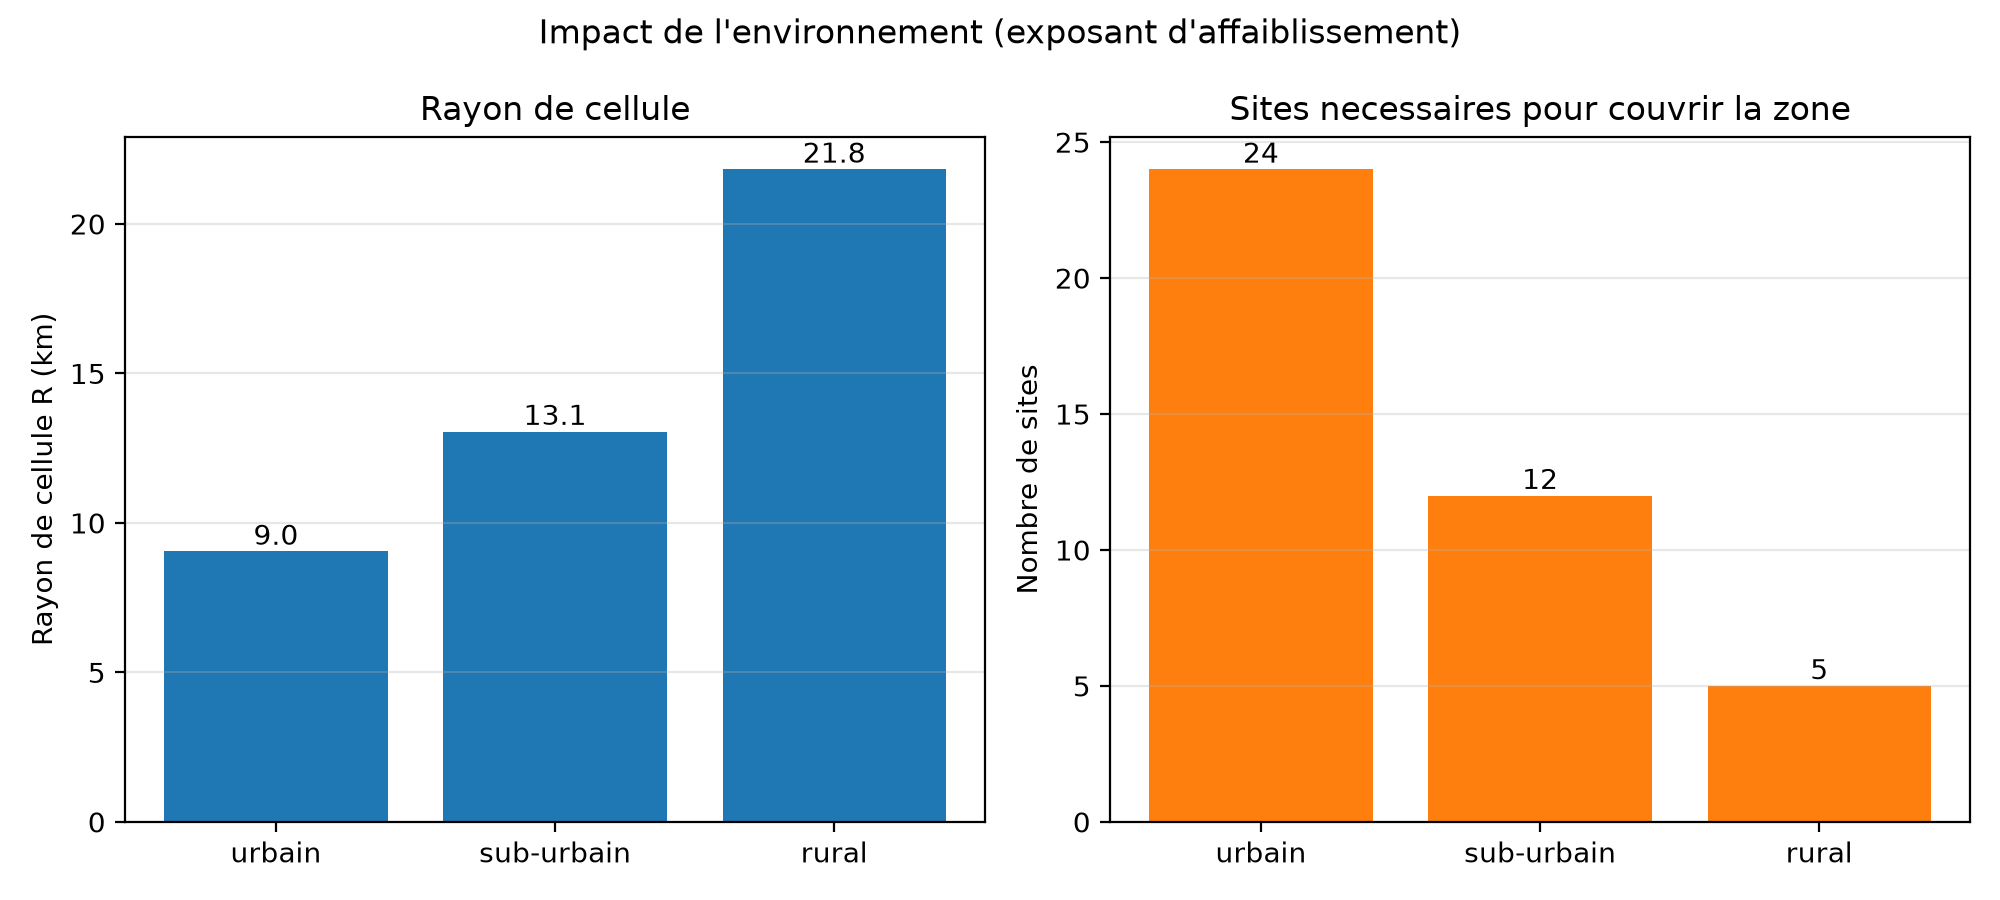 Impact de l'environnement (exposant d'affaiblissement)
Rayon de cellule
Rayon de cellule R (km)
20
15
10
5
0
9.0
13.1
21.8
urbain
sub-urbain
rural
Sites necessaires pour couvrir la zone
Nombre de sites
25
20
15
10
5
0
24
12
5
urbain
sub-urbain
rural